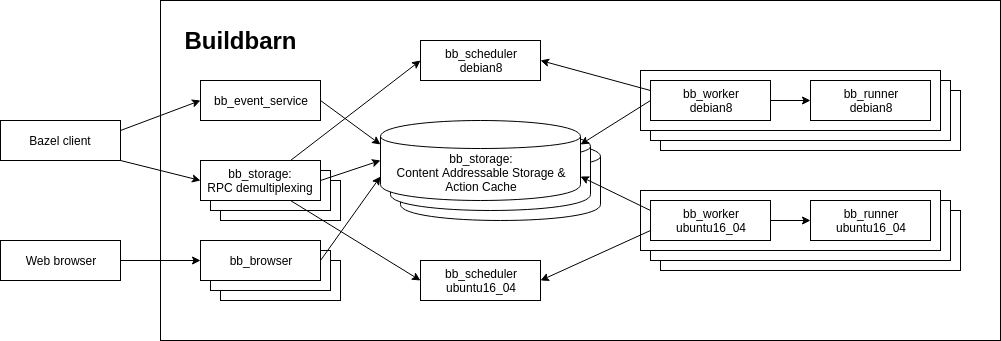 Buildbarn
bb_scheduler
debian8
bb_event_service
bb_worker
debian8
bb_runner
debian8
Bazel client
bb_storage:
RPC demultiplexing
bb_storage:
Content Addressable Storage &
Action Cache
bb_worker
ubuntu16_04
bb_runner
ubuntu16_04
Web browser
bb_browser
bb_scheduler
ubuntu16_04